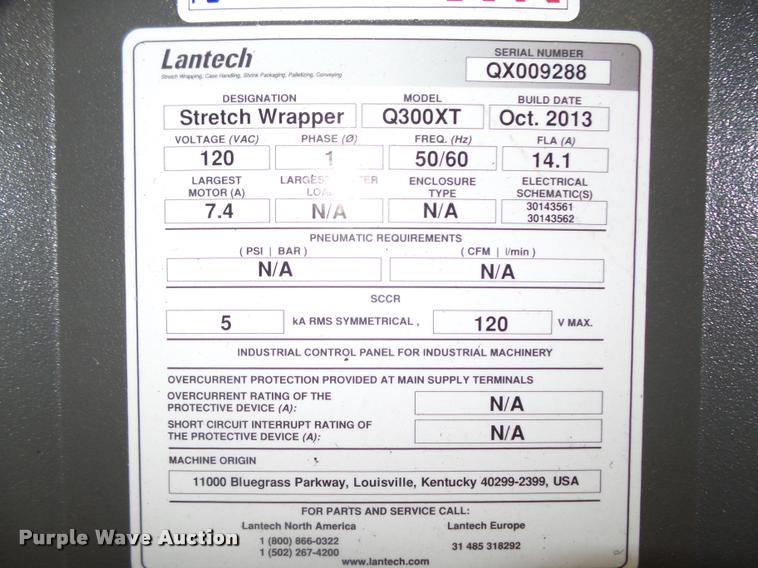 Lantech
Stretch Wrapping, Case Handling, Shrink Packaging, Palletizing, Conveying
SERIAL NUMBER
QX009288
DESIGNATION MODEL BUILD DATE
Stretch Wrapper Q300XT Oct. 2013
VOLTAGE (VAC) PHASE (Ø) FREQ. (Hz) FLA (A)
120 1 50/60 14.1
LARGEST MOTOR (A)
7.4
N/A
ENCLOSURE TYPE
N/A
ELECTRICAL SCHEMATIC(S)
30143561
30143562
PNEUMATIC REQUIREMENTS
( PSI | BAR ) ( CFM | l/min )
N/A N/A
SCCR
5 kA RMS SYMMETRICAL , 120 V MAX.
INDUSTRIAL CONTROL PANEL FOR INDUSTRIAL MACHINERY
OVERCURRENT PROTECTION PROVIDED AT MAIN SUPPLY TERMINALS
OVERCURRENT RATING OF THE
PROTECTIVE DEVICE (A): N/A
SHORT CIRCUIT INTERRUPT RATING OF
THE PROTECTIVE DEVICE (A): N/A
MACHINE ORIGIN
11000 Bluegrass Parkway, Louisville, Kentucky 40299-2399, USA
FOR PARTS AND SERVICE CALL:
Lantech North America Lantech Europe
1 (800) 866-0322
1 (502) 267-4200
31 485 318292
www.lantech.com
Purple Wave Auction